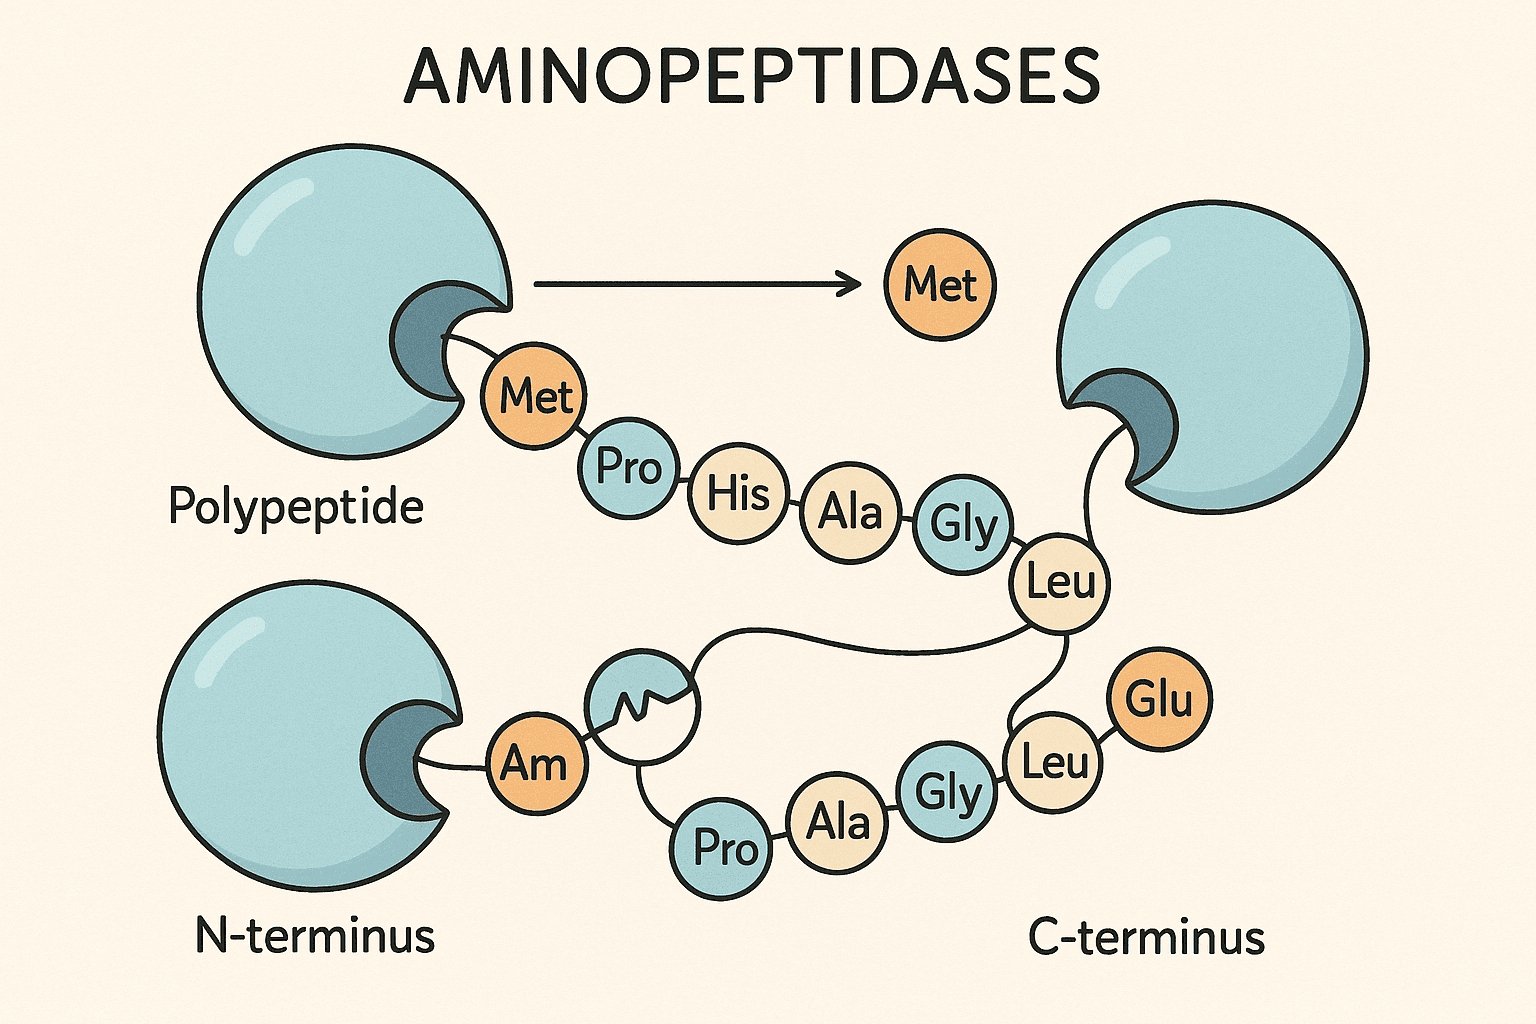 AMINOPEPTIDASES
Met
Met
Pro
His
Ala
Gly
Leu
Polypeptide
Am
Pro
Ala
Gly
Leu
Glu
N-terminus
C-terminus